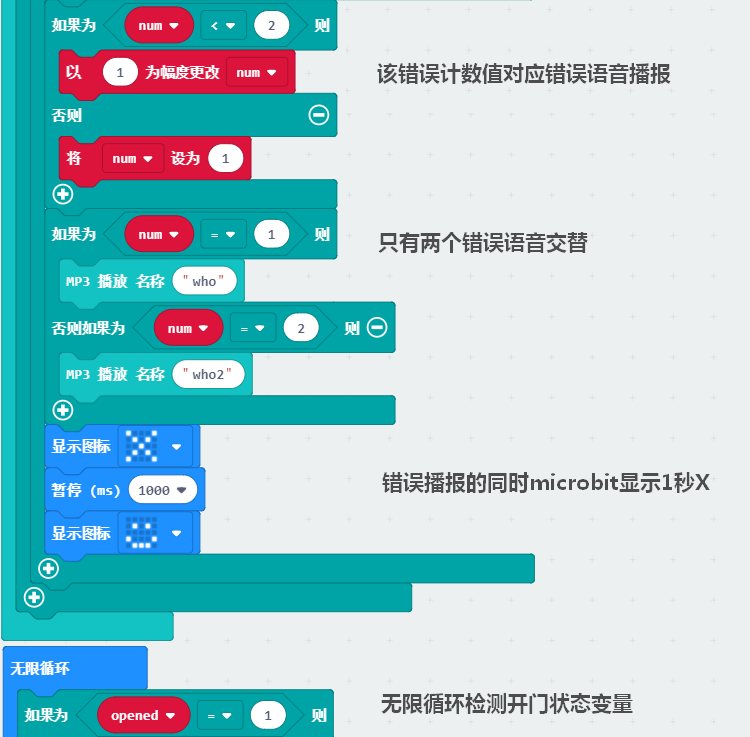 如果为 num < 2 则
以 1 为幅度更改 num
该错误计数值对应错误语音播报
否则
将 num 设为 1
如果为 num = 1 则
只有两个错误语音交替
MP3 播放 名称 "who"
否则如果为 num = 2 则
MP3 播放 名称 "who2"
显示图标
暂停 (ms) 1000
错误播报的同时microbit显示1秒X
显示图标
无限循环
如果为 opened = 1 则
无限循环检测开门状态变量